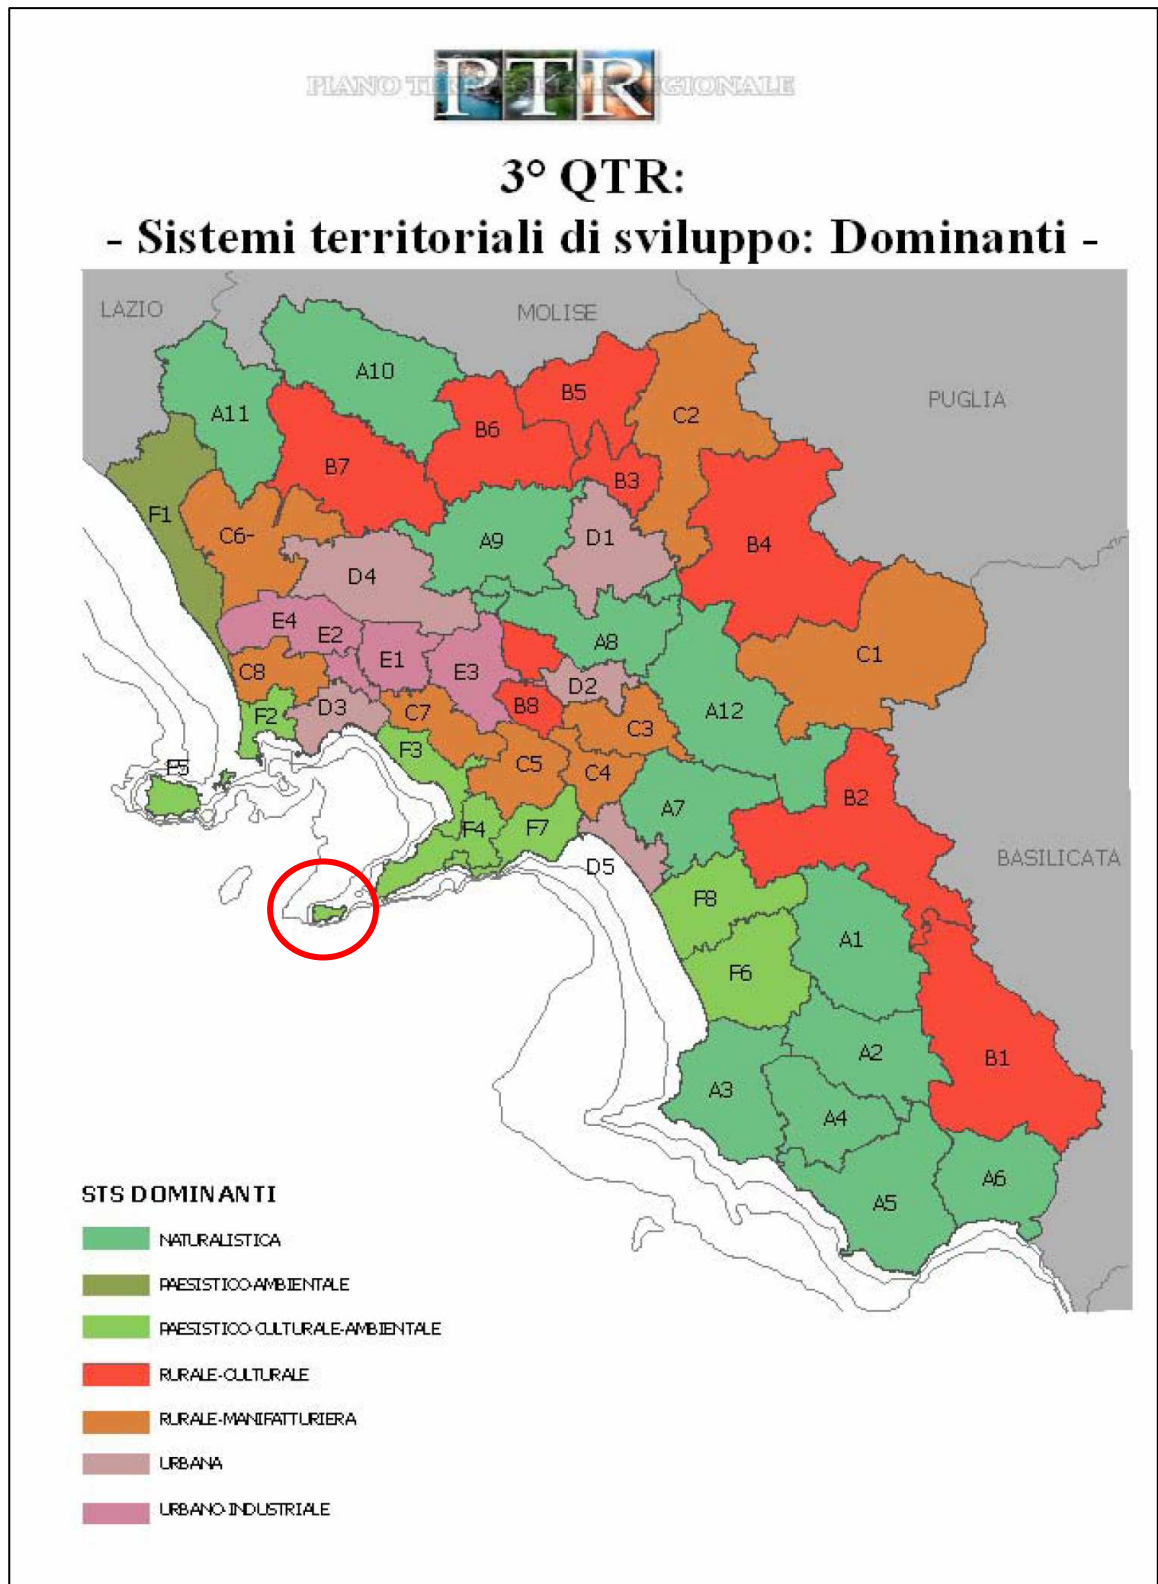 PIANO TERRITORIALE REGIONALE
PTR
3° QTR:
- Sistemi territoriali di sviluppo: Dominanti -
LAZIO
MOLISE
PUGLIA
BASILICATA
A10
A11
B5
B6
C2
B7
B3
F1
C6-
A9
D1
B4
D4
E4
E2
A8
E1
E3
C1
C8
D2
F2
D3
C7
B8
A12
C3
F3
F5
C5
C4
B2
A7
F4
F7
D5
F8
A1
F6
A2
B1
A3
A4
A6
A5
STS DOMINANTI
NATURALISTICA
PAESISTICO-AMBIENTALE
PAESISTICO-CULTURALE-AMBIENTALE
RURALE-CULTURALE
RURALE-MANIFATTURIERA
URBANA
URBANO-INDUSTRIALE